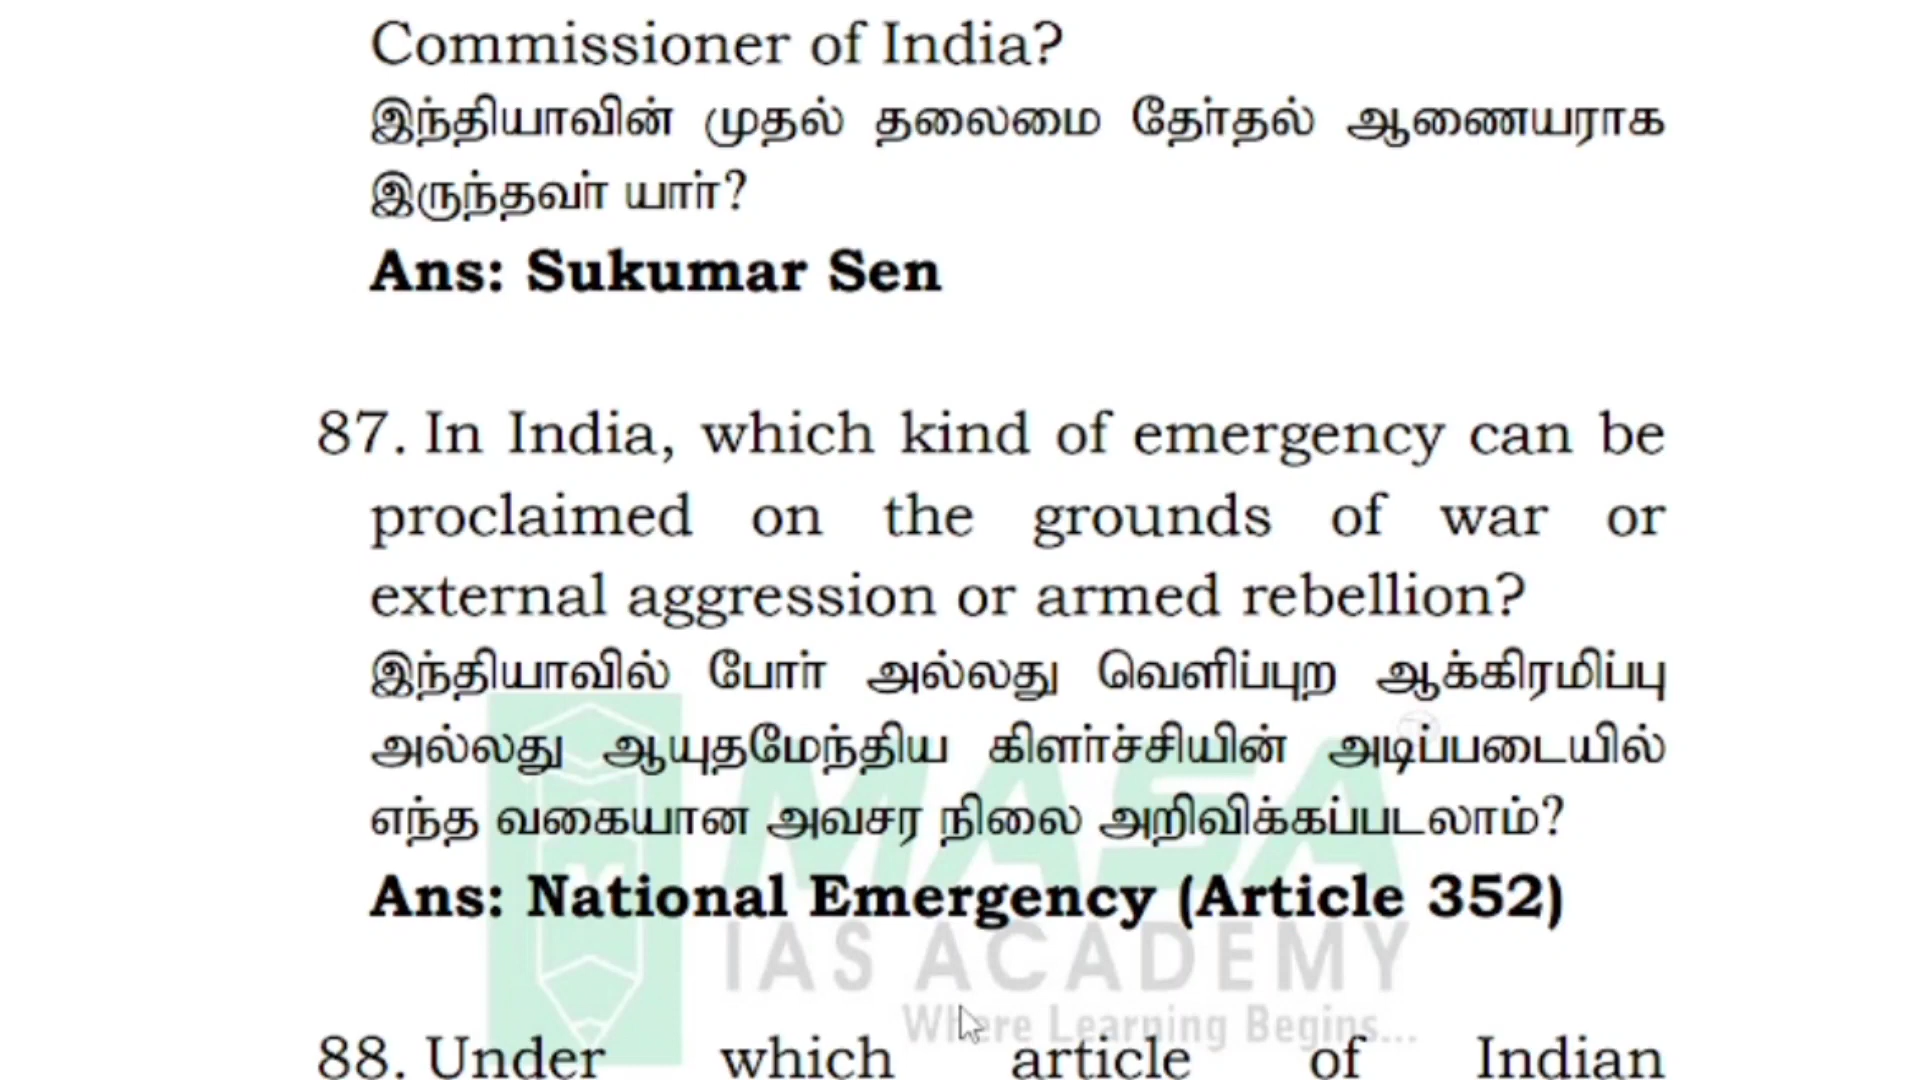 Commissioner of India?
இந்தியாவின் முதல் தலைமை தேர்தல் ஆணையராக
இருந்தவர் யார்?
Ans: Sukumar Sen
87. In India, which kind of emergency can be
proclaimed on the grounds of war or
external aggression or armed rebellion?
இந்தியாவில் போர் அல்லது வெளிப்புற ஆக்கிரமிப்பு
அல்லது ஆயுதமேந்திய கிளர்ச்சியின் அடிப்படையில்
எந்த வகையான அவசர நிலை அறிவிக்கப்படலாம்?
Ans: National Emergency (Article 352)
MASA
IAS ACADEMY
Where Learning Begins...
88. Under which article of Indian